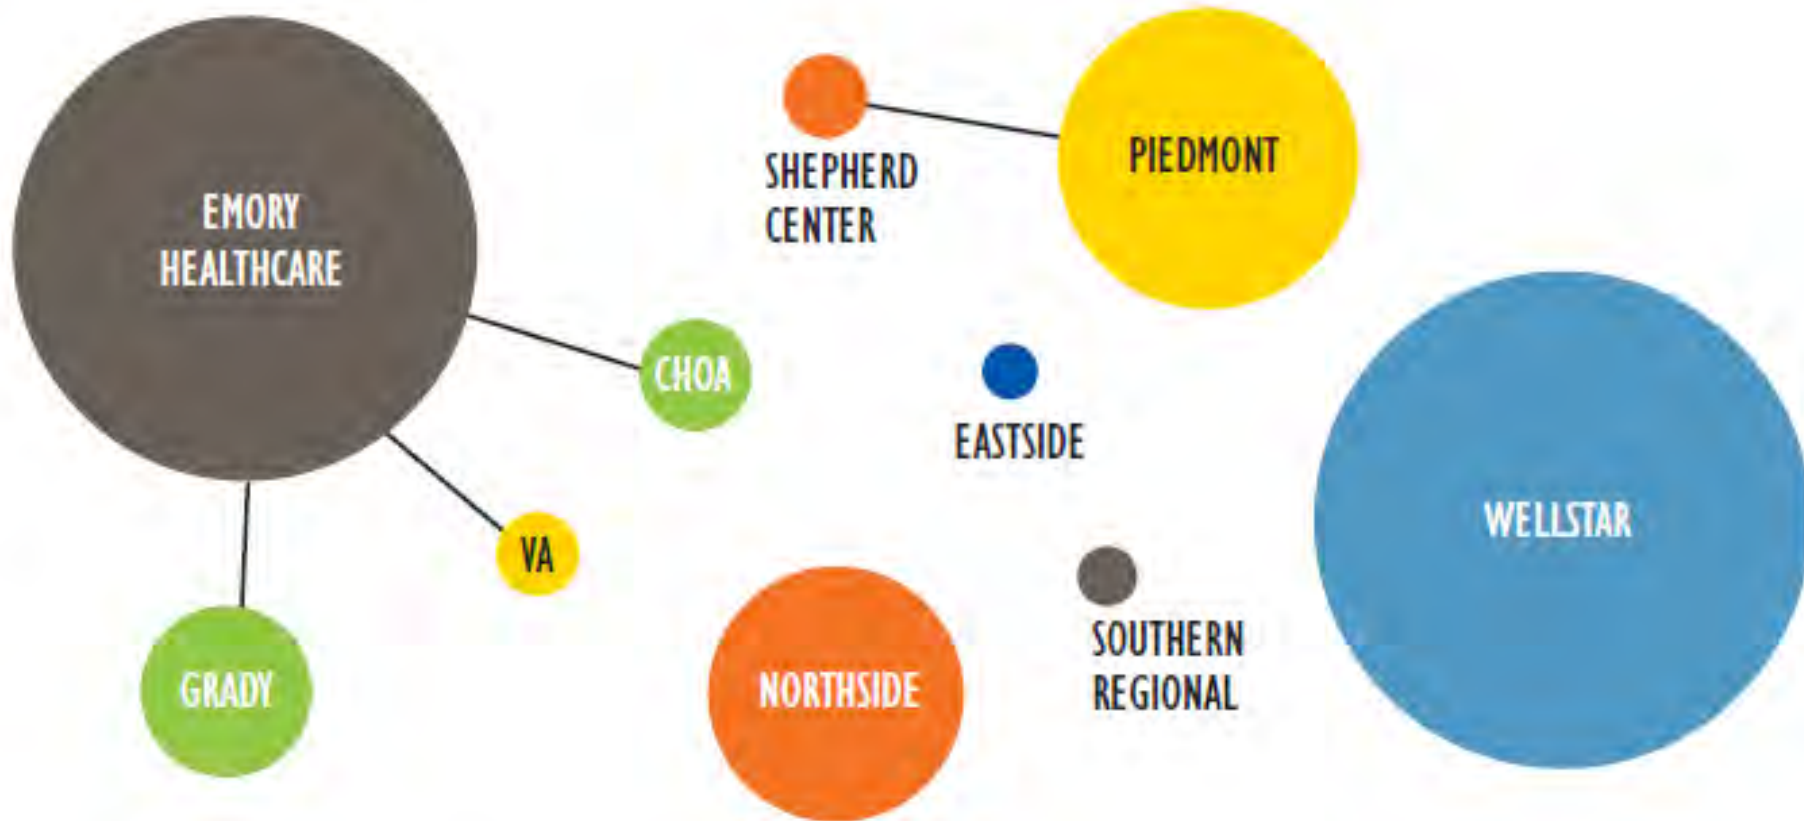 EMORY
HEALTHCARE
SHEPHERD
CENTER
PIEDMONT
CHOA
EASTSIDE
WELLSTAR
VA
SOUTHERN
REGIONAL
GRADY
NORTHSIDE